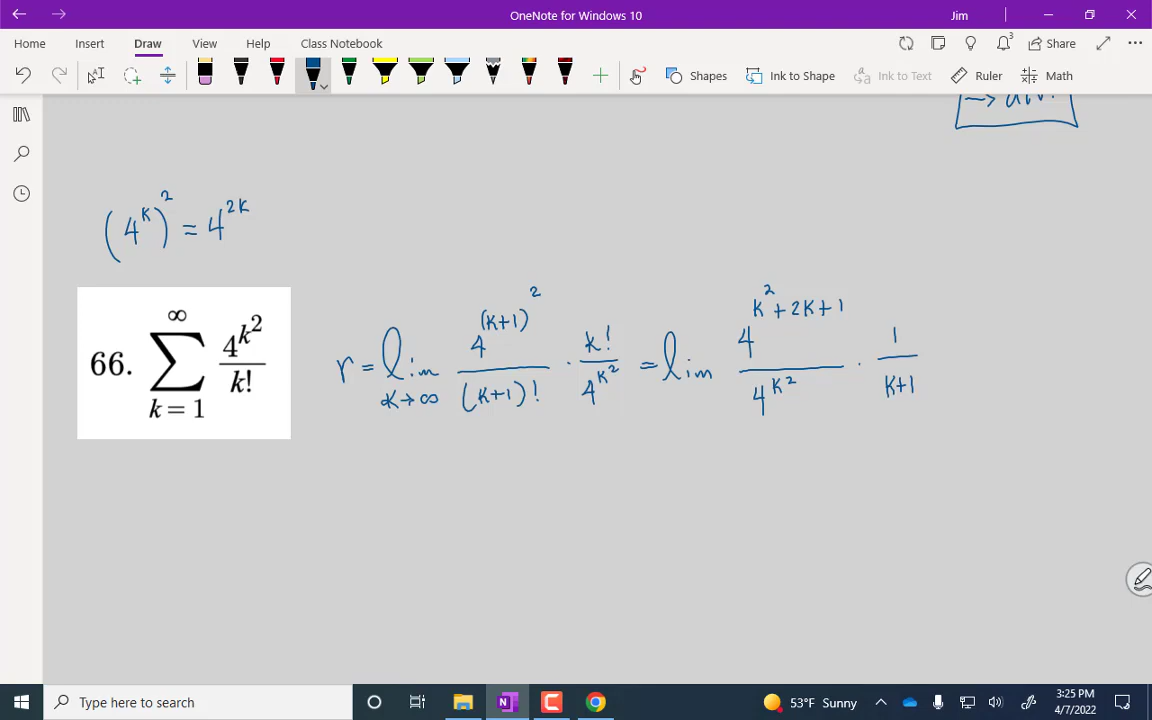 OneNote for Windows 10
Jim
Home Insert Draw View Help Class Notebook
Share
Shapes Ink to Shape Ink to Text Ruler Math
→ div.
(4^k)^2 = 4^{2k}
66. ∑_{k=1}^{∞} 4^{k^2}/k!
r = lim_{k→∞} 4^{(k+1)^2}/(k+1)! · k!/4^{k^2} = lim 4^{k^2+2k+1}/4^{k^2} · 1/(k+1)
Type here to search
53°F Sunny
3:25 PM
4/7/2022